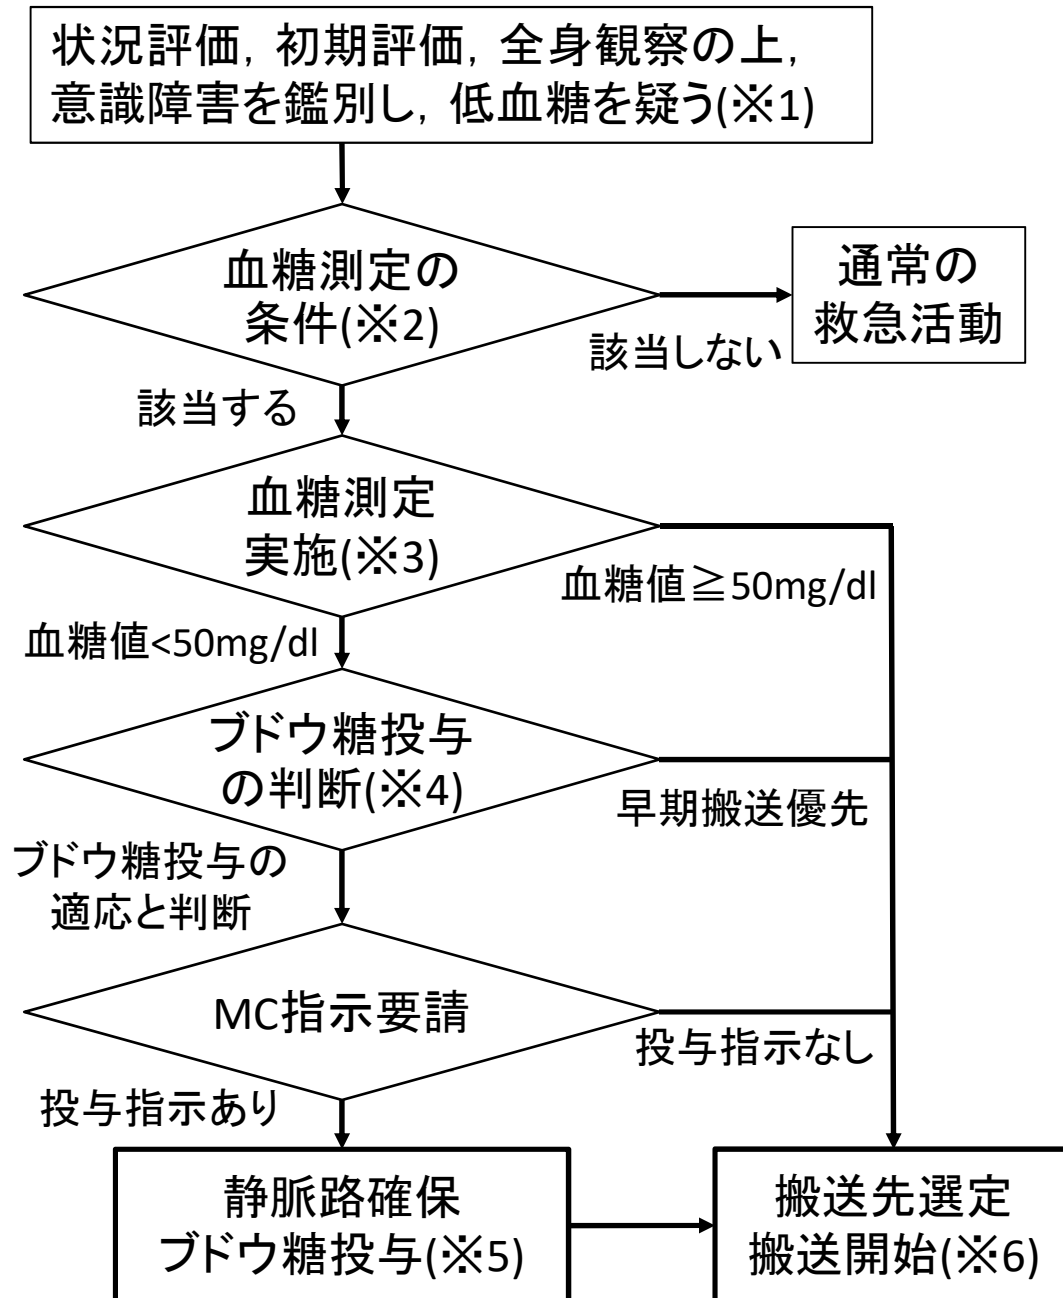 状況評価，初期評価，全身観察の上，
意識障害を鑑別し，低血糖を疑う(※1)
血糖測定の
条件(※2)
通常の
救急活動
該当しない
該当する
血糖測定
実施(※3)
血糖値≧50mg/dl
血糖値<50mg/dl
ブドウ糖投与
の判断(※4)
早期搬送優先
ブドウ糖投与の
適応と判断
MC指示要請
投与指示なし
投与指示あり
静脈路確保
ブドウ糖投与(※5)
搬送先選定
搬送開始(※6)